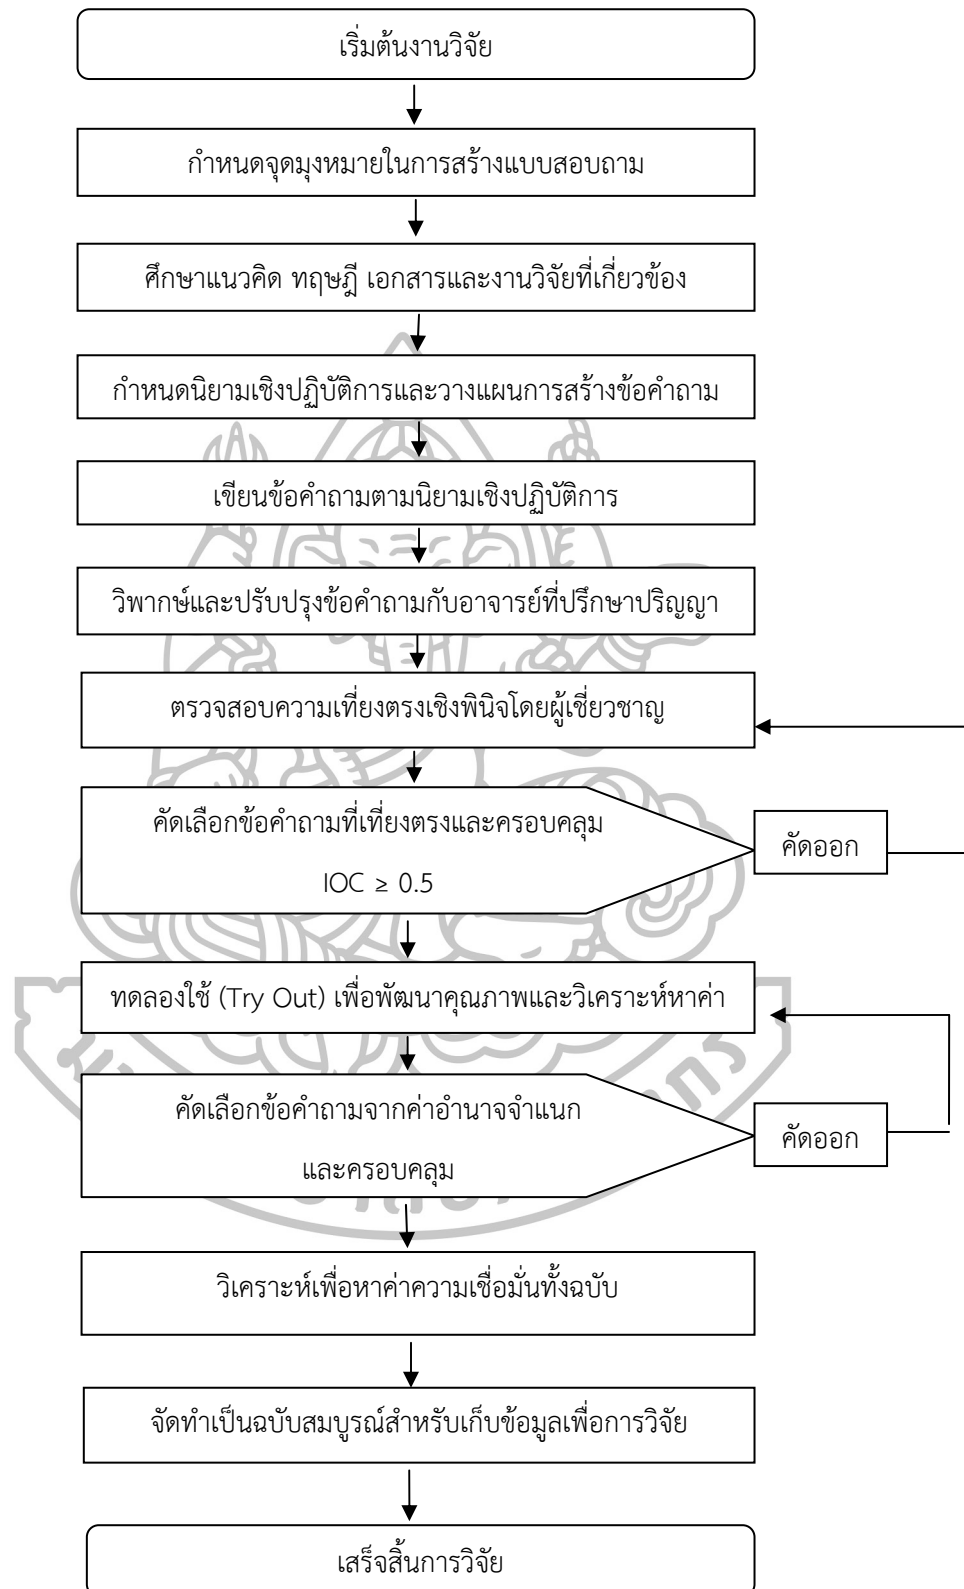 เริ่มต้นงานวิจัย
กำหนดจุดมุงหมายในการสร้างแบบสอบถาม
ศึกษาแนวคิด ทฤษฎี เอกสารและงานวิจัยที่เกี่ยวข้อง
กำหนดนิยามเชิงปฏิบัติการและวางแผนการสร้างข้อคำถาม
เขียนข้อคำถามตามนิยามเชิงปฏิบัติการ
วิพากษ์และปรับปรุงข้อคำถามกับอาจารย์ที่ปรึกษาปริญญา
ตรวจสอบความเที่ยงตรงเชิงพินิจโดยผู้เชี่ยวชาญ
คัดเลือกข้อคำถามที่เที่ยงตรงและครอบคลุม
IOC ≥ 0.5
คัดออก
ทดลองใช้ (Try Out) เพื่อพัฒนาคุณภาพและวิเคราะห์หาค่า
คัดเลือกข้อคำถามจากค่าอำนาจจำแนก
และครอบคลุม
คัดออก
วิเคราะห์เพื่อหาค่าความเชื่อมั่นทั้งฉบับ
จัดทำเป็นฉบับสมบูรณ์สำหรับเก็บข้อมูลเพื่อการวิจัย
เสร็จสิ้นการวิจัย